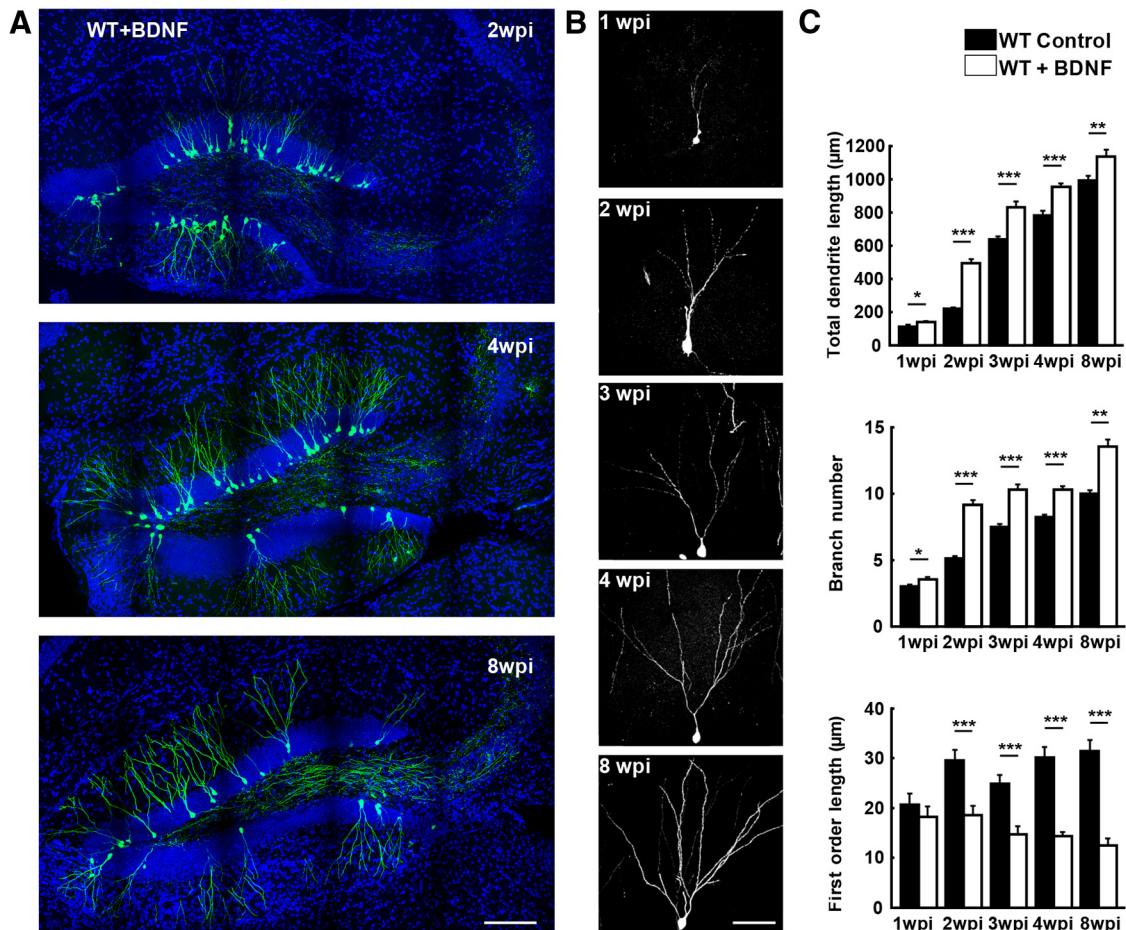 A
WT+BDNF
2wpi
4wpi
8wpi
B
1 wpi
2 wpi
3 wpi
4 wpi
8 wpi
C
WT Control
WT + BDNF
Total dendrite length (µm)
1200
1000
800
600
400
200
0
*
***
***
***
**
1wpi 2wpi 3wpi 4wpi 8wpi
Branch number
15
10
5
0
*
***
***
***
**
1wpi 2wpi 3wpi 4wpi 8wpi
First order length (µm)
40
30
20
10
0
***
***
***
***
1wpi 2wpi 3wpi 4wpi 8wpi